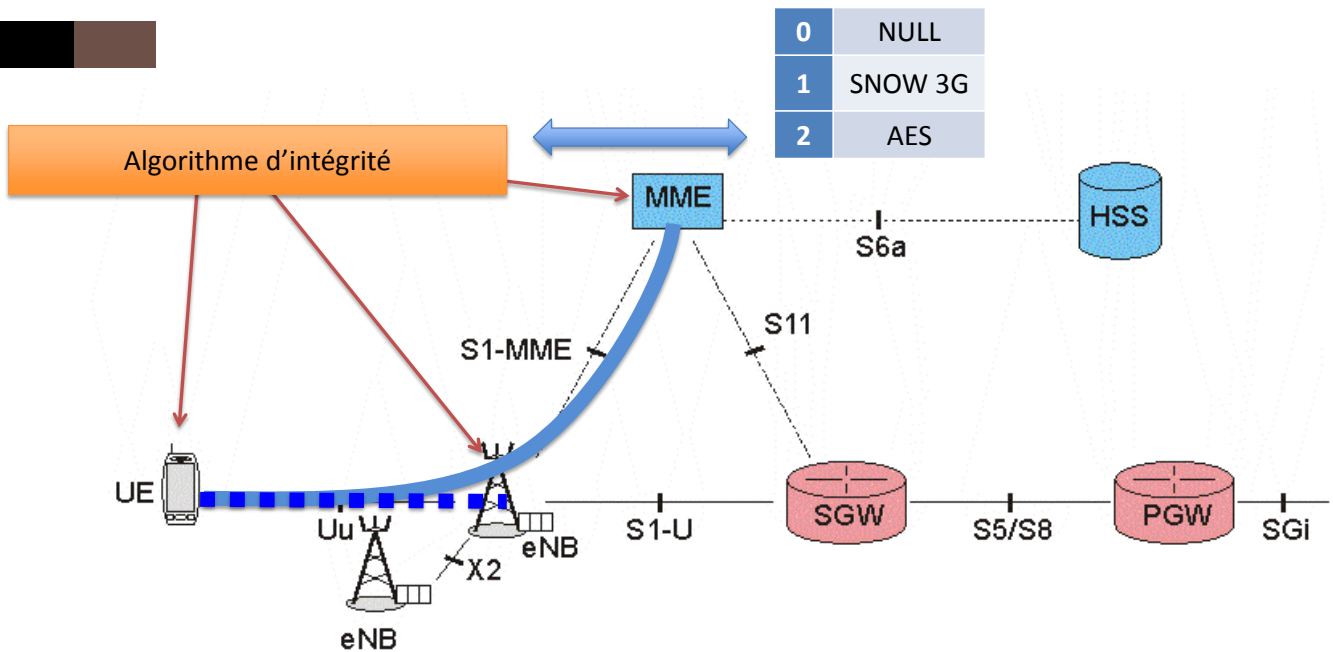 0 NULL
1 SNOW 3G
2 AES
Algorithme d'intégrité
MME
HSS
S6a
S11
S1-MME
UE
Uu
eNB
X2
eNB
S1-U
SGW
S5/S8
PGW
SGi